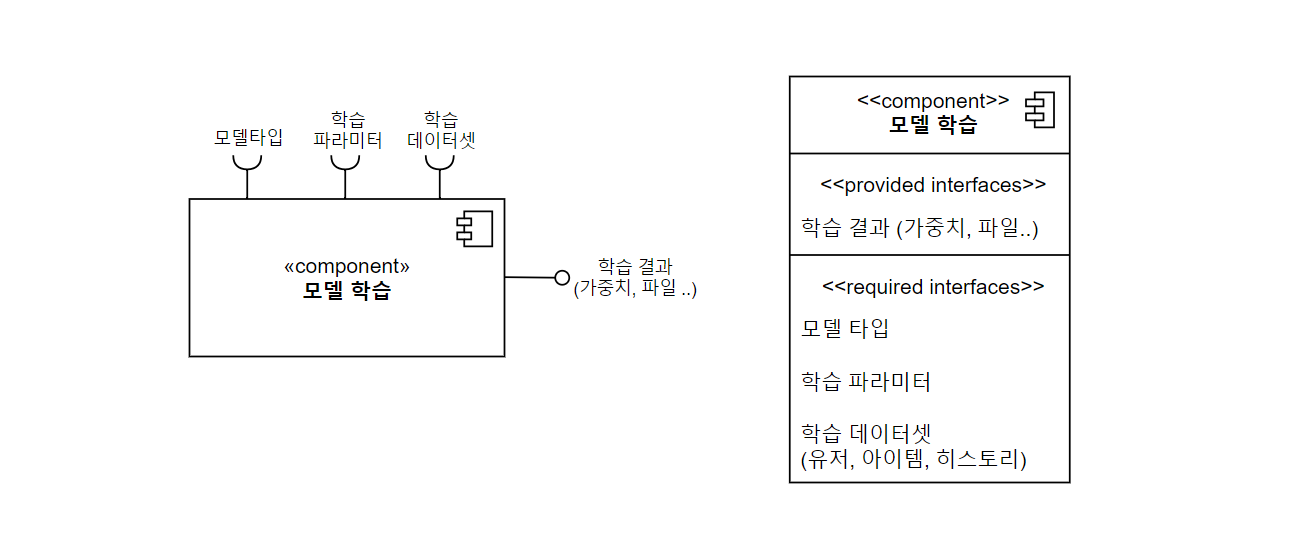 모델타입
학습
파라미터
학습
데이터셋
«component»
모델 학습
학습 결과
(가중치, 파일 ..)
<<component>>
모델 학습
<<provided interfaces>>
학습 결과 (가중치, 파일..)
<<required interfaces>>
모델 타입
학습 파라미터
학습 데이터셋
(유저, 아이템, 히스토리)